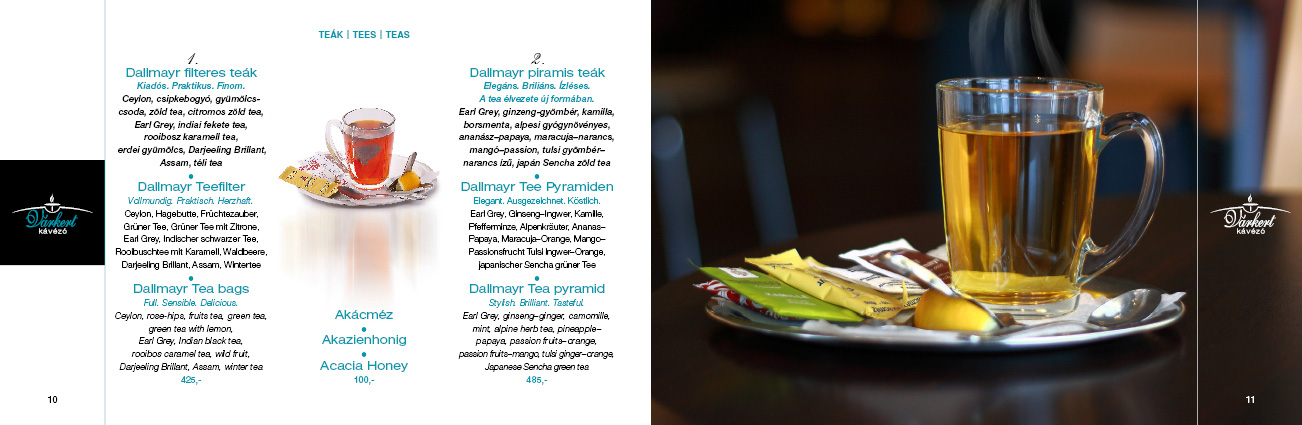 TEÁK | TEES | TEAS
1.
Dallmayr filteres teák
Kiadós. Praktikus. Finom.
Ceylon, csipkebogyó, gyümölcs-
csoda, zöld tea, citromos zöld tea,
Earl Grey, indiai fekete tea,
rooibosz karamell tea,
erdei gyümölcs, Darjeeling Brillant,
Assam, téli tea
Dallmayr Teefilter
Vollmundig. Praktisch. Herzhaft.
Ceylon, Hagebutte, Früchtezauber,
Grüner Tee, Grüner Tee mit Zitrone,
Earl Grey, Indischer schwarzer Tee,
Rooibuschtee mit Karamell, Waldbeere,
Darjeeling Brillant, Assam, Wintertee
Dallmayr Tea bags
Full. Sensible. Delicious.
Ceylon, rose-hips, fruits tea, green tea,
green tea with lemon,
Earl Grey, Indian black tea,
rooibos caramel tea, wild fruit,
Darjeeling Brillant, Assam, winter tea
425,-
Akácméz
Akazienhonig
Acacia Honey
100,-
2.
Dallmayr piramis teák
Elegáns. Briliáns. Ízléses.
A tea élvezete új formában.
Earl Grey, ginzeng-gyömbér, kamilla,
borsmenta, alpesi gyógynövényes,
ananász–papaya, maracuja–narancs,
mangó–passion, tulsi gyömbér–
narancs ízű, japán Sencha zöld tea
Dallmayr Tee Pyramiden
Elegant. Ausgezeichnet. Köstlich.
Earl Grey, Ginseng–Ingwer, Kamille,
Pfefferminze, Alpenkräuter, Ananas–
Papaya, Maracuja-Orange, Mango–
Passionsfrucht Tulsi Ingwer–Orange,
japanischer Sencha grüner Tee
Dallmayr Tea pyramid
Stylish. Brilliant. Tasteful.
Earl Grey, ginseng–ginger, camomille,
mint, alpine herb tea, pineapple–
papaya, passion fruits–orange,
passion fruits–mango, tulsi ginger–orange,
Japanese Sencha green tea
485,-
Várkert
kávézó
10
Várkert
kávézó
11